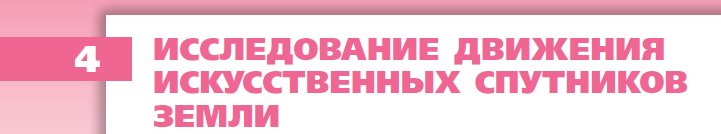 4
ИССЛЕДОВАНИЕ ДВИЖЕНИЯ
ИСКУССТВЕННЫХ СПУТНИКОВ
ЗЕМЛИ